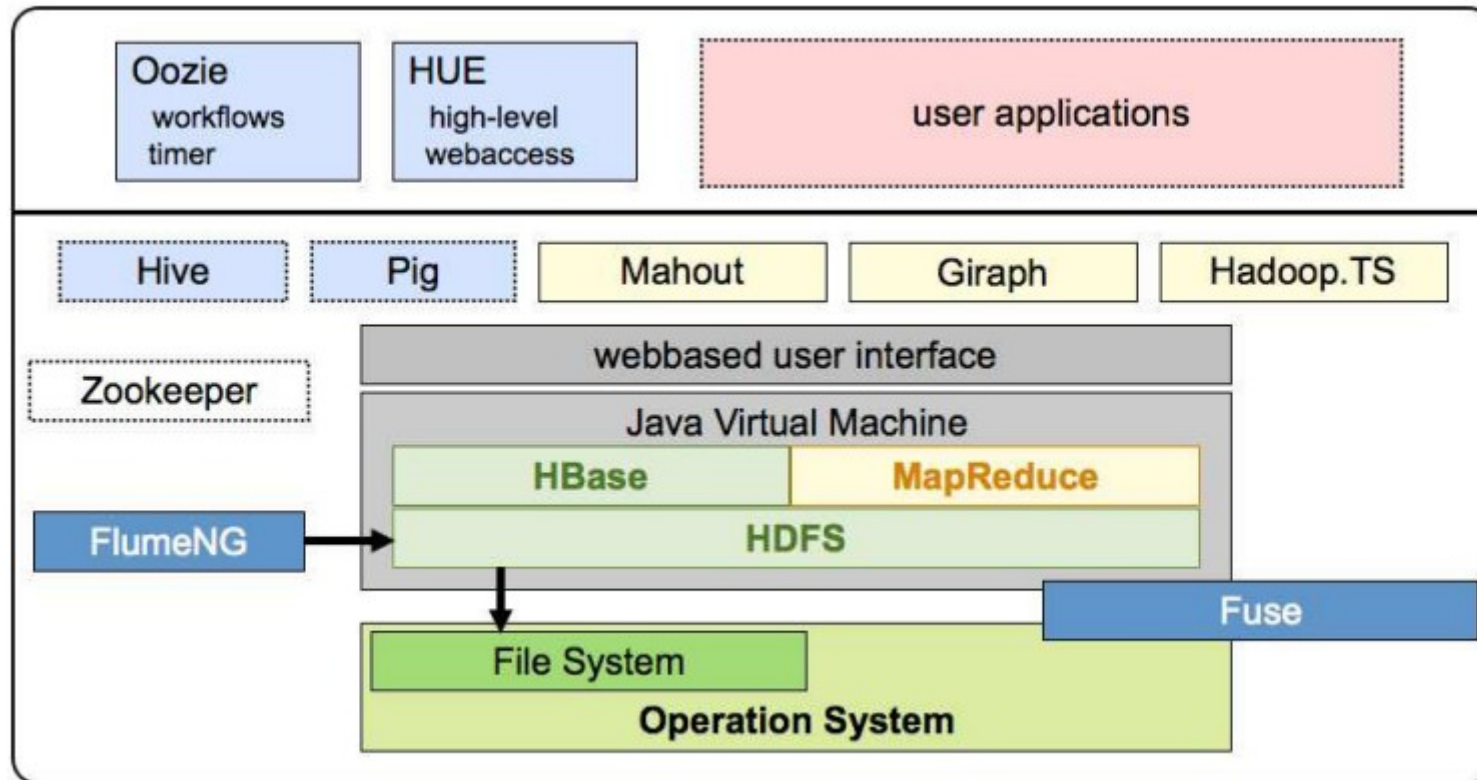 Oozie
workflows
timer
HUE
high-level
webaccess
user applications
Hive
Pig
Mahout
Giraph
Hadoop.TS
webbased user interface
Zookeeper
Java Virtual Machine
HBase
MapReduce
FlumeNG
HDFS
Fuse
File System
Operation System